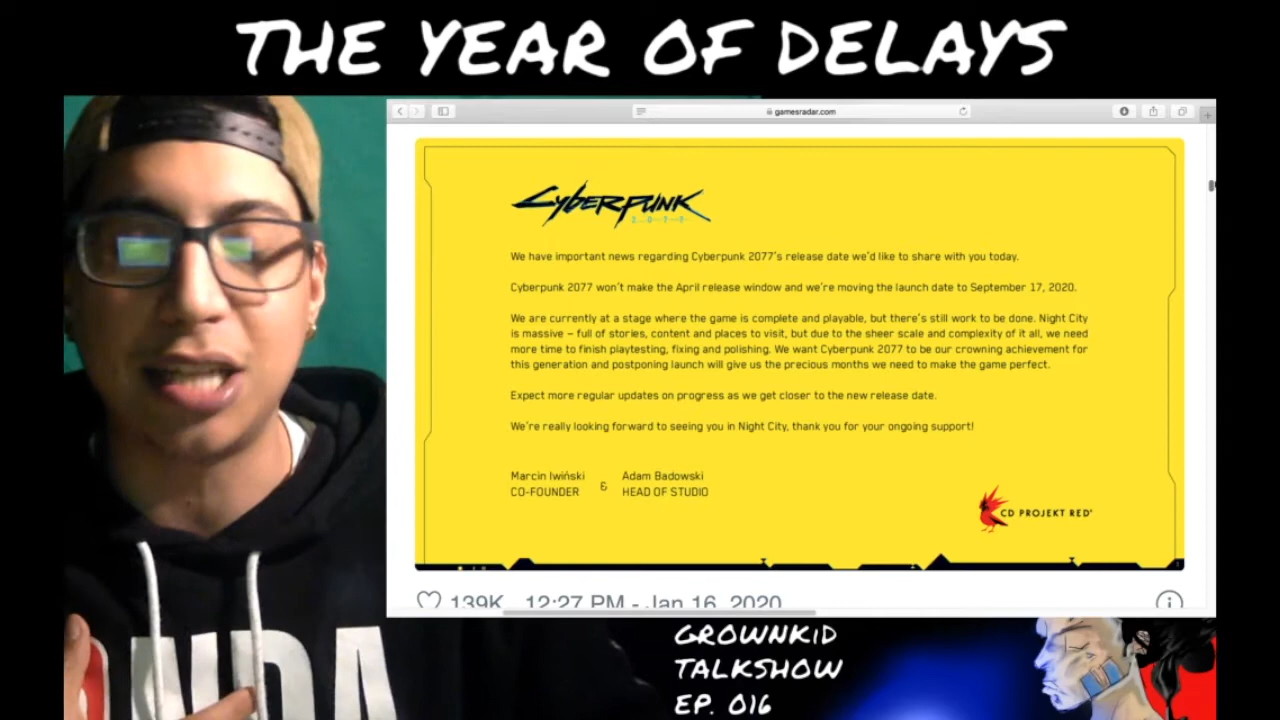 THE YEAR OF DELAYS
gamesradar.com
Cyberpunk
2077
We have important news regarding Cyberpunk 2077's release date we'd like to share with you today.
Cyberpunk 2077 won't make the April release window and we're moving the launch date to September 17, 2020.
We are currently at a stage where the game is complete and playable, but there's still work to be done. Night City
is massive – full of stories, content and places to visit, but due to the sheer scale and complexity of it all, we need
more time to finish playtesting, fixing and polishing. We want Cyberpunk 2077 to be our crowning achievement for
this generation and postponing launch will give us the precious months we need to make the game perfect.
Expect more regular updates on progress as we get closer to the new release date.
We're really looking forward to seeing you in Night City, thank you for your ongoing support!
Marcin Iwiński & Adam Badowski
CO-FOUNDER HEAD OF STUDIO
CD PROJEKT RED
139K 12:27 PM - Jan 16, 2020
GROWNKID
TALKSHOW
EP. 016